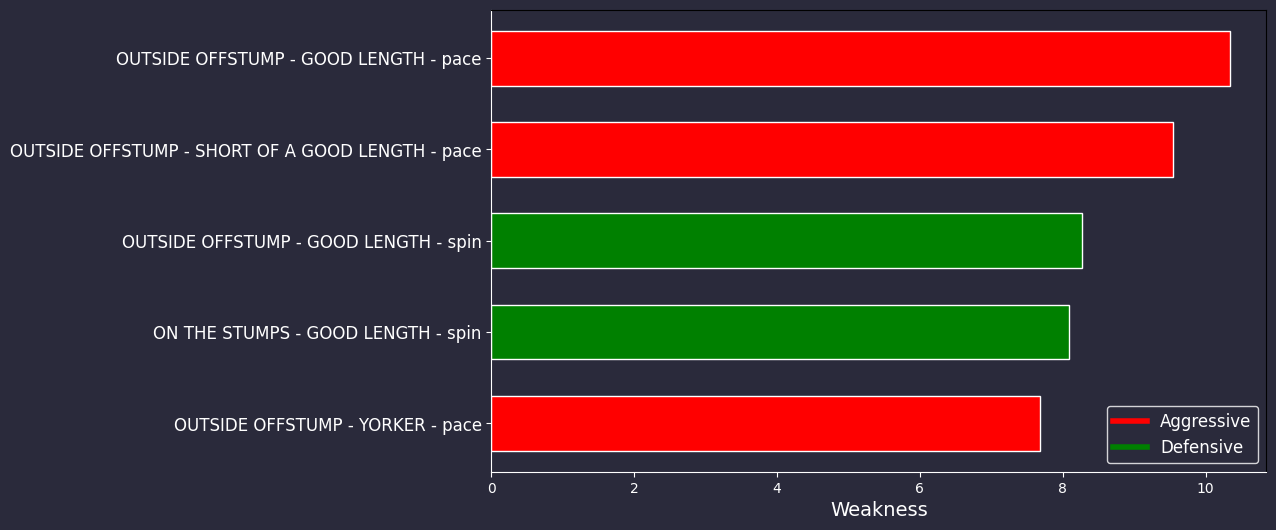 OUTSIDE OFFSTUMP - GOOD LENGTH - pace
OUTSIDE OFFSTUMP - SHORT OF A GOOD LENGTH - pace
OUTSIDE OFFSTUMP - GOOD LENGTH - spin
ON THE STUMPS - GOOD LENGTH - spin
OUTSIDE OFFSTUMP - YORKER - pace
Aggressive
Defensive
0 2 4 6 8 10
Weakness